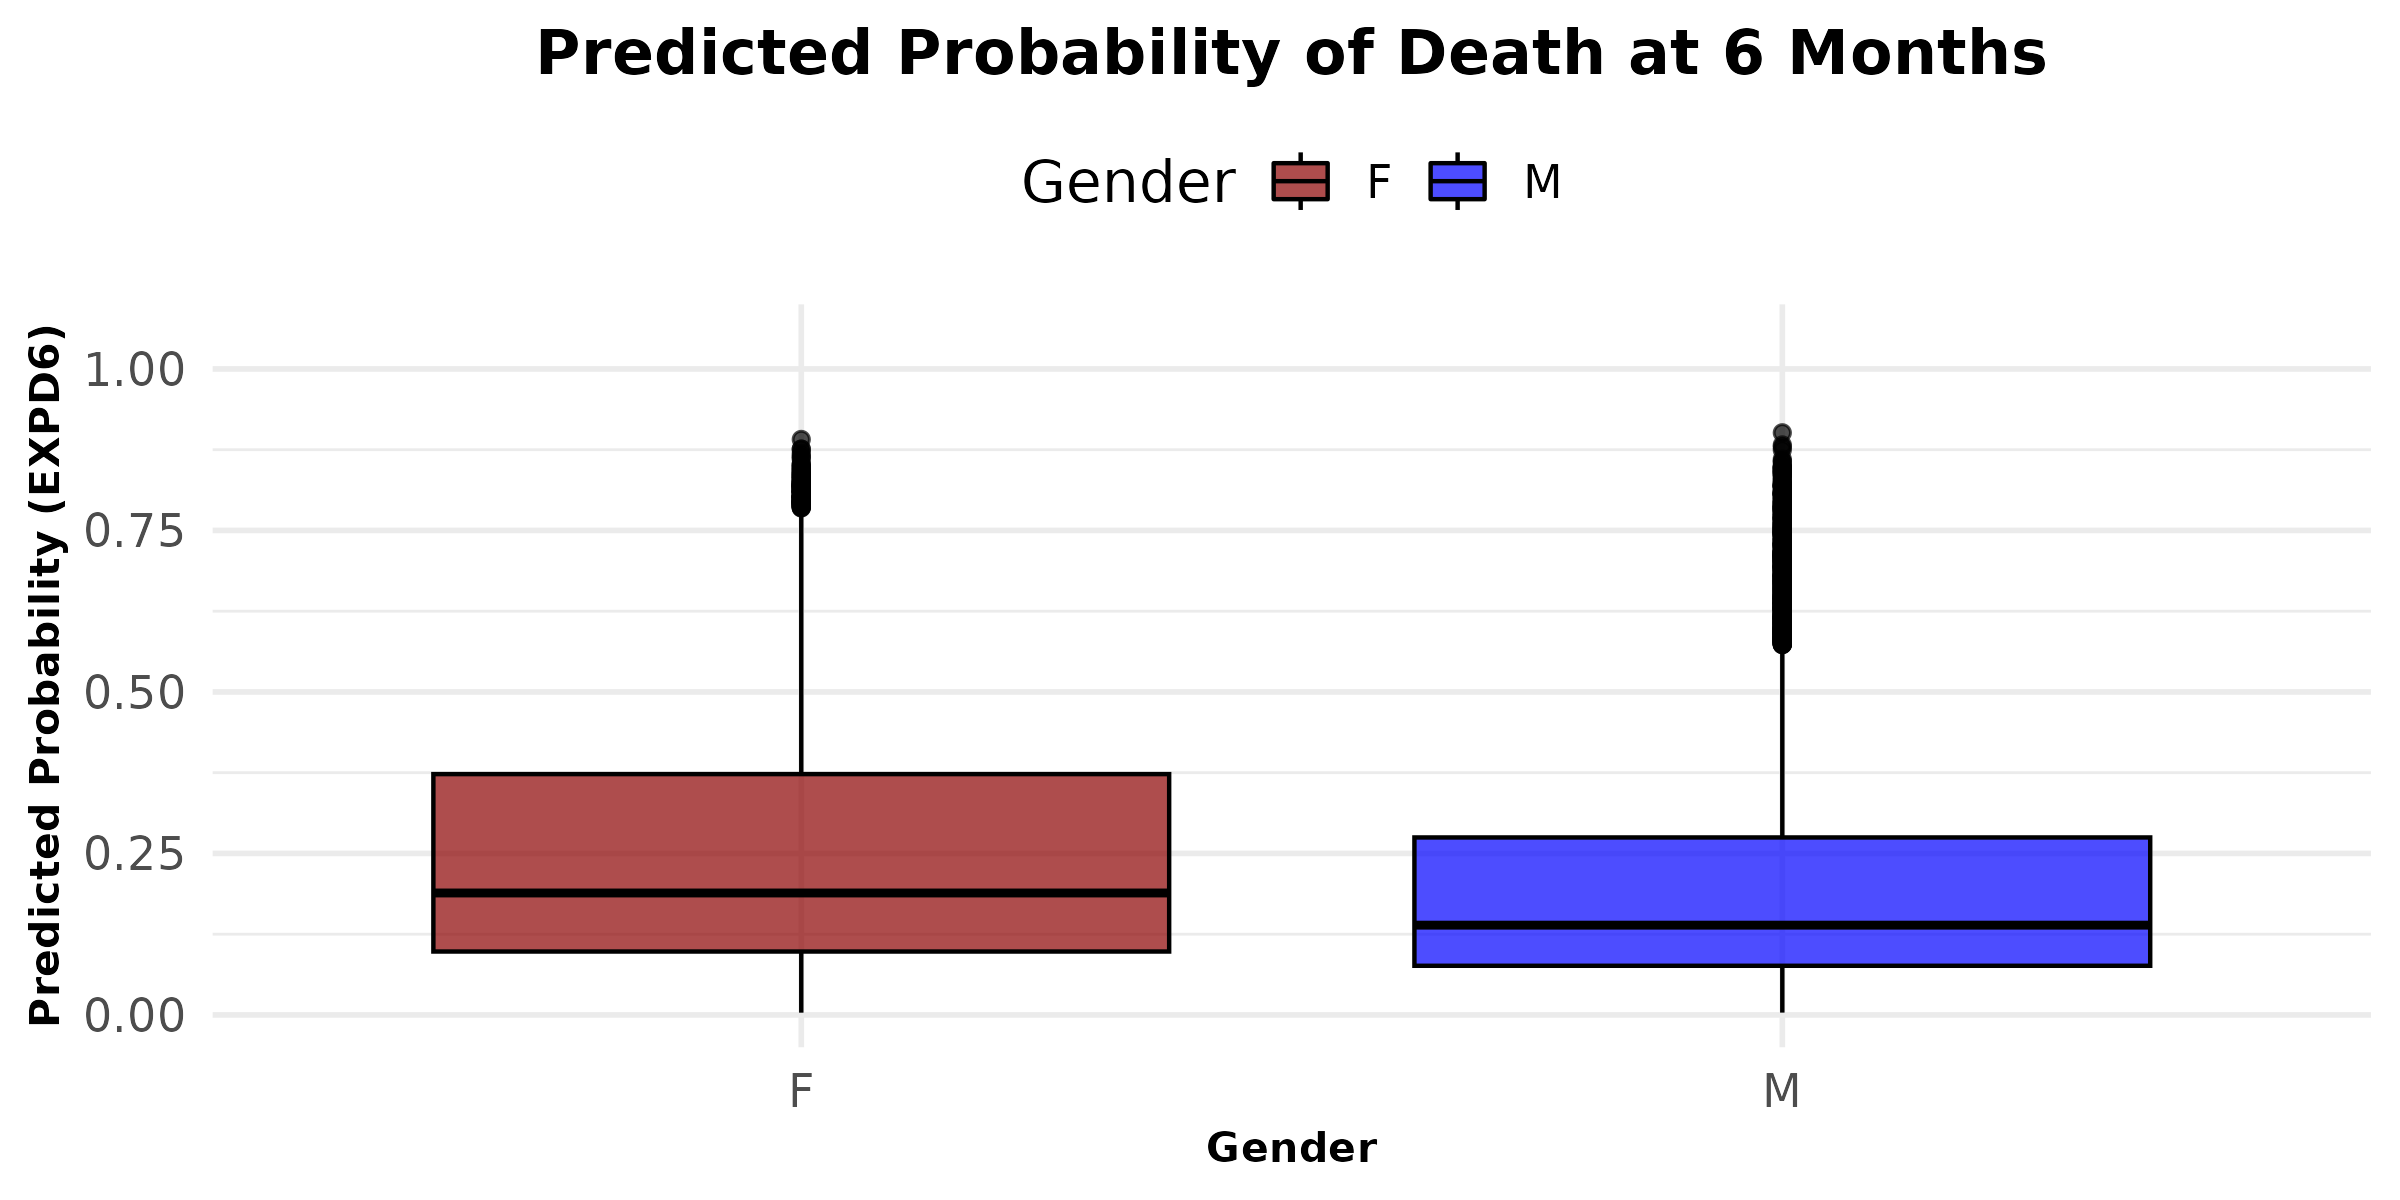 Predicted Probability of Death at 6 Months
Gender F M
Predicted Probability (EXPD6)
1.00
0.75
0.50
0.25
0.00
F M
Gender